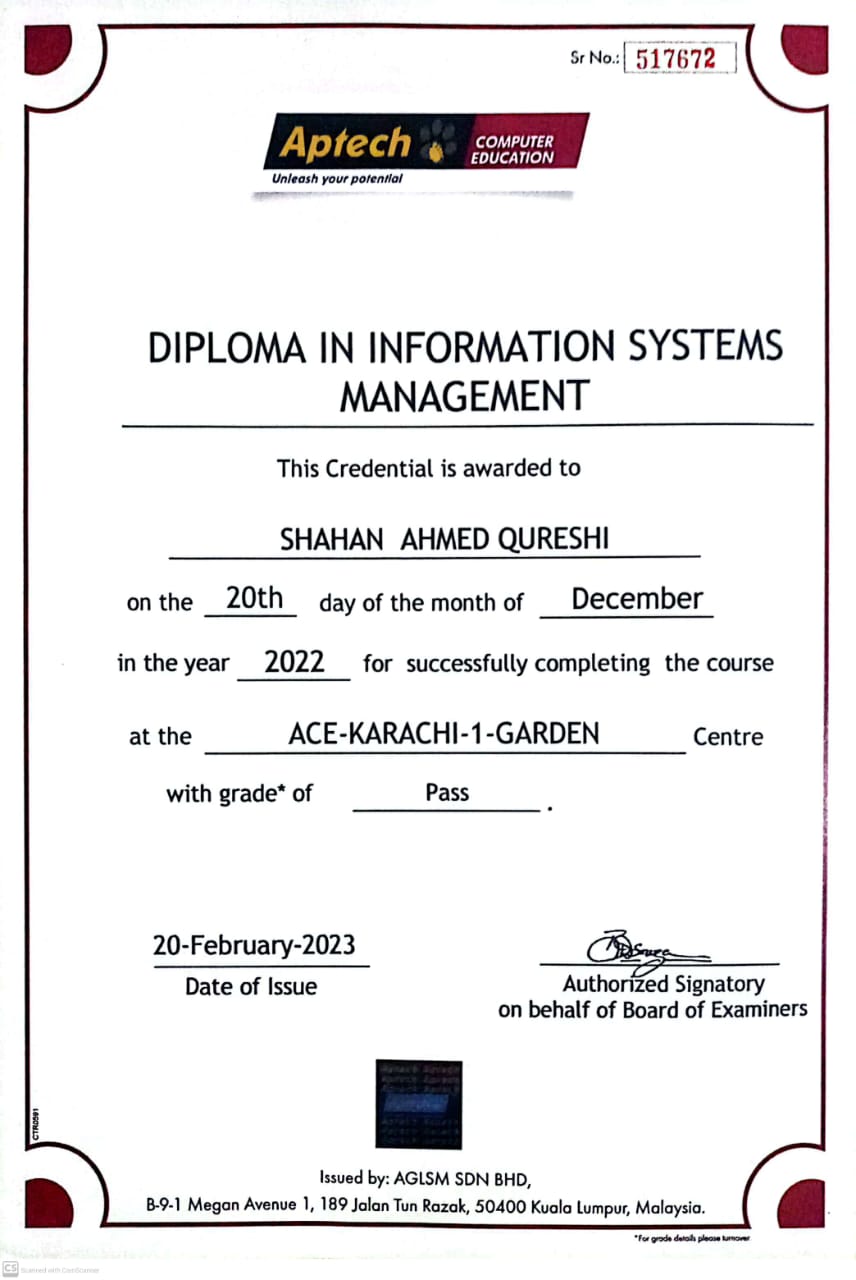 Sr No.: 517672
Aptech COMPUTER EDUCATION
Unleash your potential
DIPLOMA IN INFORMATION SYSTEMS
MANAGEMENT
This Credential is awarded to
SHAHAN AHMED QURESHI
on the 20th day of the month of December
in the year 2022 for successfully completing the course
at the ACE-KARACHI-1-GARDEN Centre
with grade* of Pass .
20-February-2023
Date of Issue
Authorized Signatory
on behalf of Board of Examiners
CTR0591
Issued by: AGLSM SDN BHD,
B-9-1 Megan Avenue 1, 189 Jalan Tun Razak, 50400 Kuala Lumpur, Malaysia.
*For grade details please turnover
CS Scanned with CamScanner